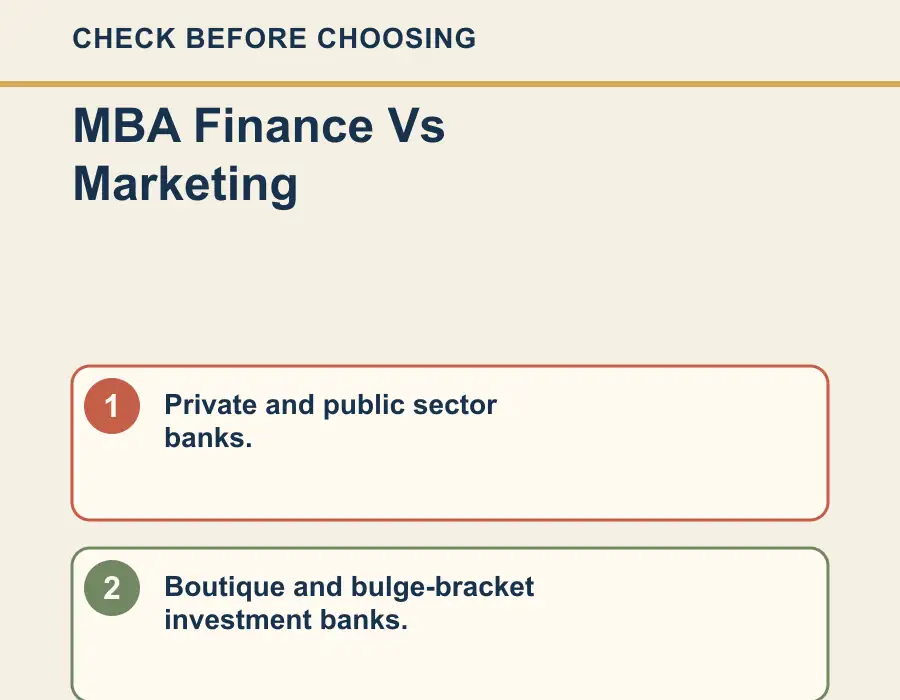 CHECK BEFORE CHOOSING
MBA Finance Vs
Marketing
1
Private and public sector
banks.
2
Boutique and bulge-bracket
investment banks.